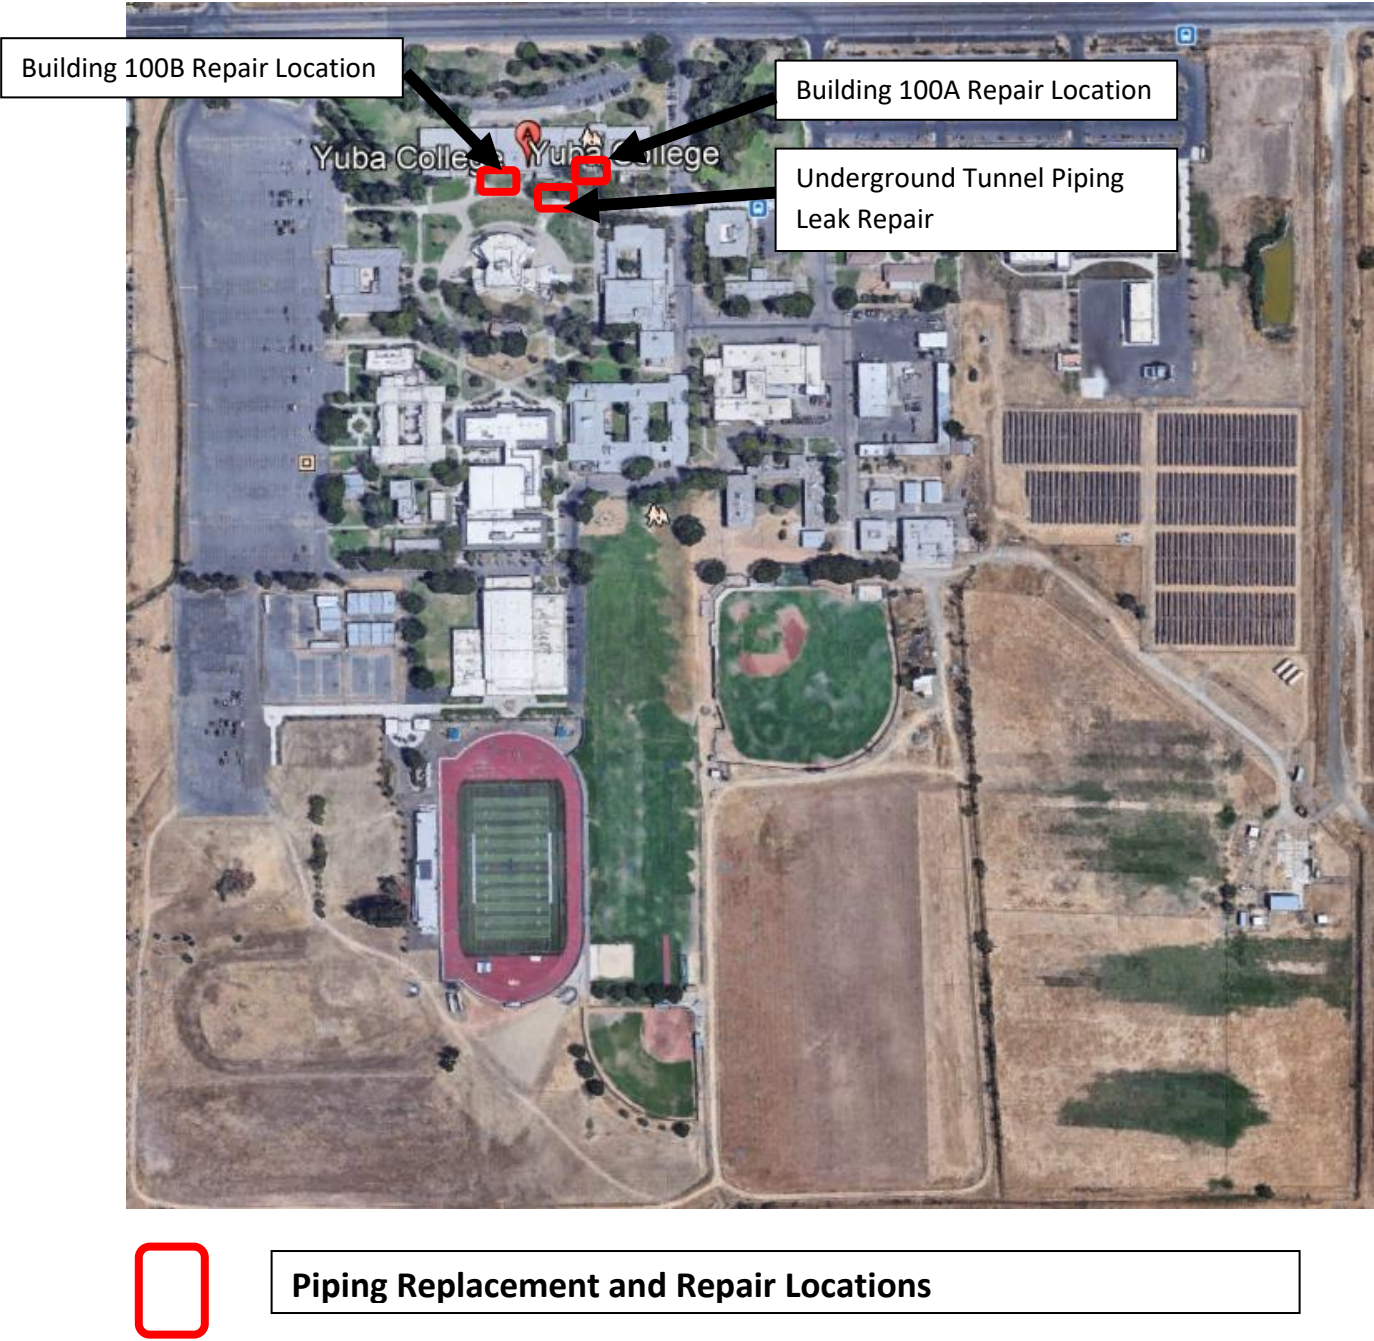 Building 100B Repair Location
Building 100A Repair Location
A
Yuba College
Yuba College
Underground Tunnel Piping
Leak Repair
Piping Replacement and Repair Locations